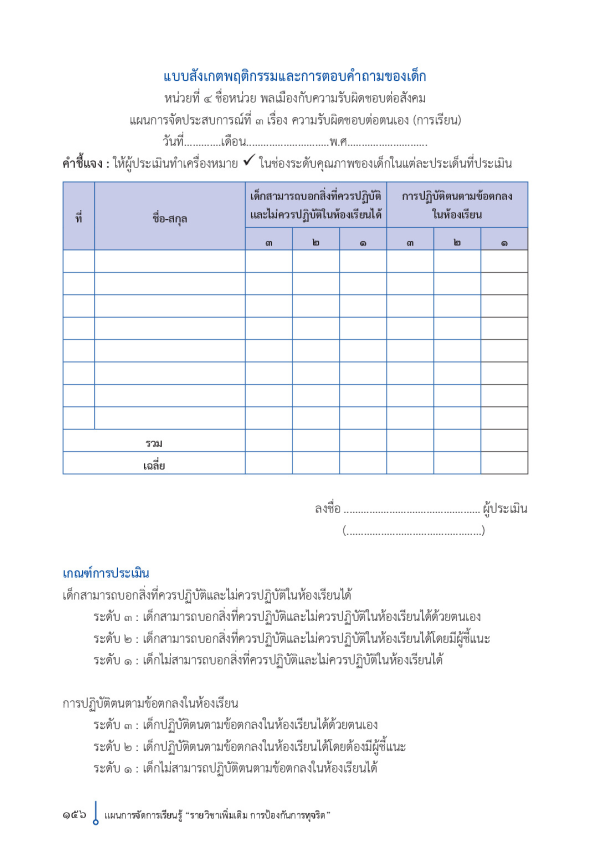 แบบสังเกตพฤติกรรมและการตอบคำถามของเด็ก
หน่วยที่ ๔ ชื่อหน่วย พลเมืองกับความรับผิดชอบต่อสังคม
แผนการจัดประสบการณ์ที่ ๓ เรื่อง ความรับผิดชอบต่อตนเอง (การเรียน)
วันที่.............เดือน.............................พ.ศ............................
คำชี้แจง : ให้ผู้ประเมินทำเครื่องหมาย ✓ ในช่องระดับคุณภาพของเด็กในแต่ละประเด็นที่ประเมิน
ที่ ชื่อ-สกุล เด็กสามารถบอกสิ่งที่ควรปฏิบัติ การปฏิบัติตนตามข้อตกลง
และไม่ควรปฏิบัติในห้องเรียนได้ ในห้องเรียน
๓ ๒ ๑ ๓ ๒ ๑
รวม
เฉลี่ย
ลงชื่อ ................................................ ผู้ประเมิน
(...............................................)
เกณฑ์การประเมิน
เด็กสามารถบอกสิ่งที่ควรปฏิบัติและไม่ควรปฏิบัติในห้องเรียนได้
ระดับ ๓ : เด็กสามารถบอกสิ่งที่ควรปฏิบัติและไม่ควรปฏิบัติในห้องเรียนได้ด้วยตนเอง
ระดับ ๒ : เด็กสามารถบอกสิ่งที่ควรปฏิบัติและไม่ควรปฏิบัติในห้องเรียนได้โดยมีผู้ชี้แนะ
ระดับ ๑ : เด็กไม่สามารถบอกสิ่งที่ควรปฏิบัติและไม่ควรปฏิบัติในห้องเรียนได้
การปฏิบัติตนตามข้อตกลงในห้องเรียน
ระดับ ๓ : เด็กปฏิบัติตนตามข้อตกลงในห้องเรียนได้ด้วยตนเอง
ระดับ ๒ : เด็กปฏิบัติตนตามข้อตกลงในห้องเรียนได้โดยต้องมีผู้ชี้แนะ
ระดับ ๑ : เด็กไม่สามารถปฏิบัติตนตามข้อตกลงในห้องเรียนได้
๑๕๖ แผนการจัดการเรียนรู้ “รายวิชาเพิ่มเติม การป้องกันการทุจริต”